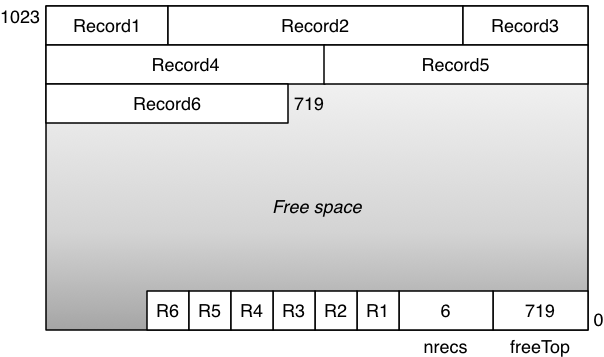 1023 Record1 Record2 Record3
Record4 Record5
Record6 719
Free space
R6 R5 R4 R3 R2 R1 6 719 0
nrecs freeTop